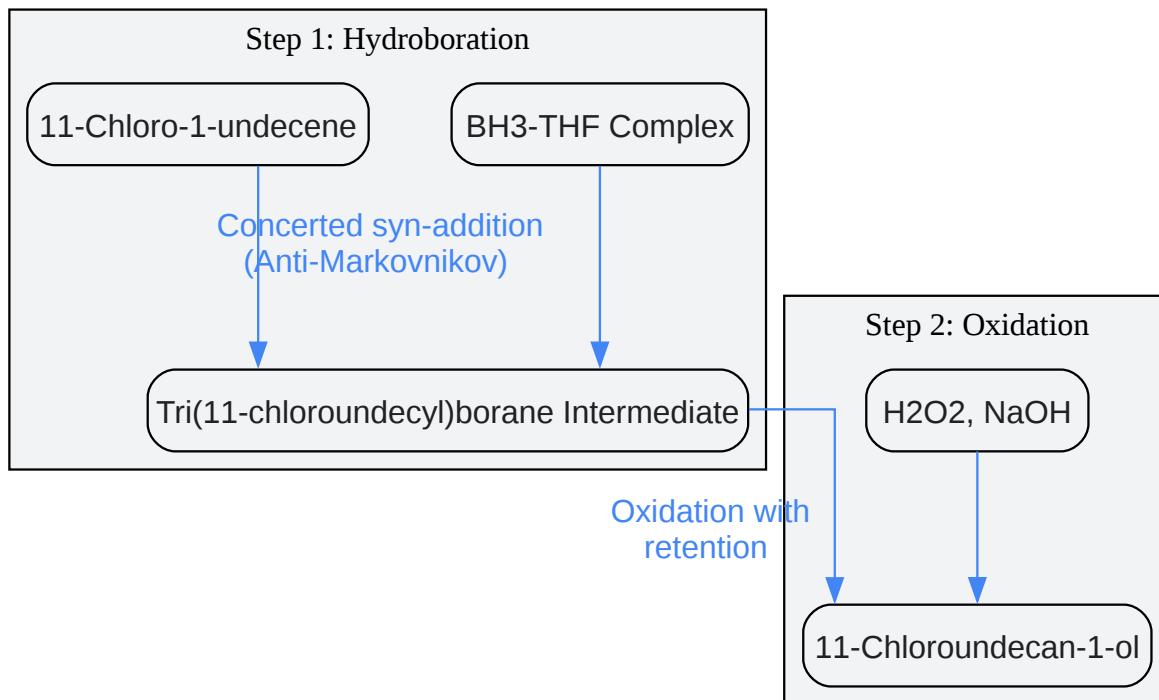 Step 1: Hydroboration
11-Chloro-1-undecene
BH3-THF Complex
Concerted syn-addition
(Anti-Markovnikov)
Tri(11-chloroundecyl)borane Intermediate
Step 2: Oxidation
H2O2, NaOH
Oxidation with
retention
11-Chloroundecan-1-ol